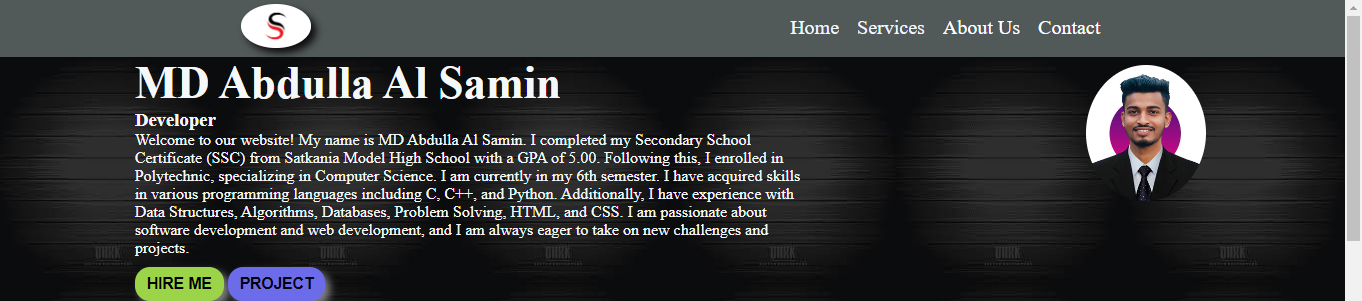 Home Services About Us Contact
MD Abdulla Al Samin
Developer
Welcome to our website! My name is MD Abdulla Al Samin. I completed my Secondary School
Certificate (SSC) from Satkania Model High School with a GPA of 5.00. Following this, I enrolled in
Polytechnic, specializing in Computer Science. I am currently in my 6th semester. I have acquired skills
in various programming languages including C, C++, and Python. Additionally, I have experience with
Data Structures, Algorithms, Databases, Problem Solving, HTML, and CSS. I am passionate about
software development and web development, and I am always eager to take on new challenges and
projects.
HIRE ME PROJECT